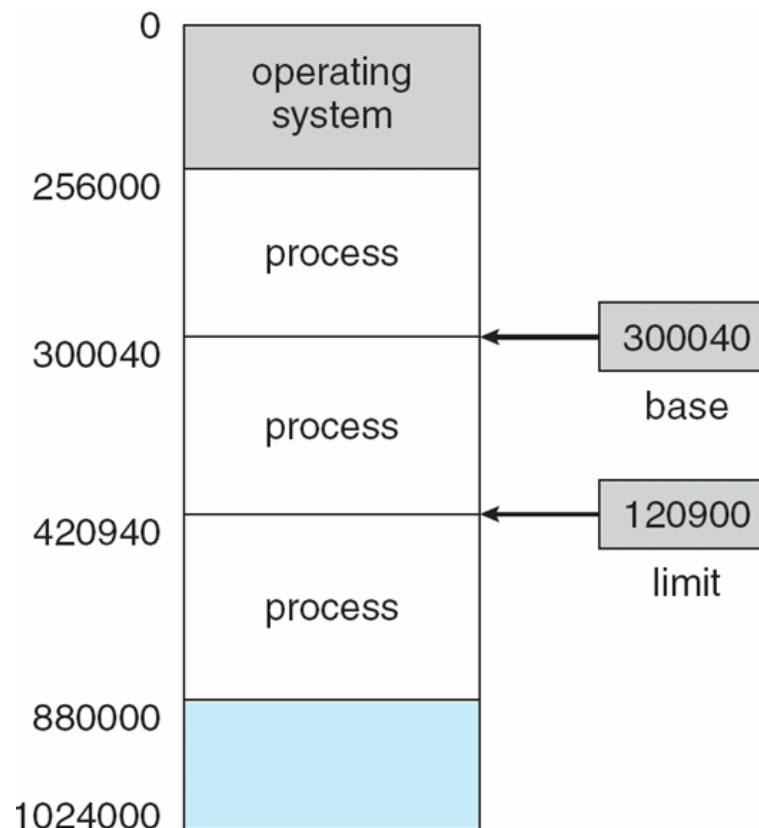 0
operating
system
256000
process
300040
300040
base
process
420940
120900
limit
process
880000
1024000